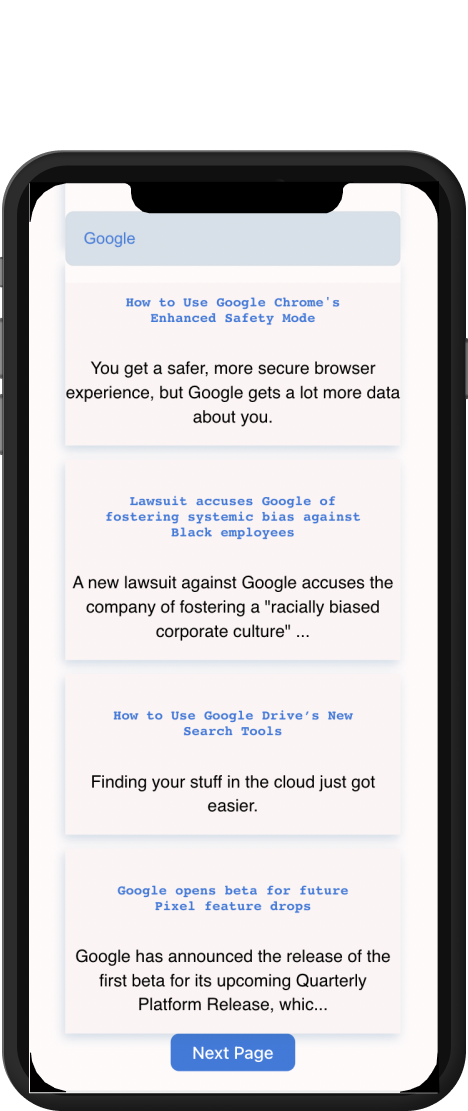 Google
How to Use Google Chrome's
Enhanced Safety Mode
You get a safer, more secure browser
experience, but Google gets a lot more data
about you.
Lawsuit accuses Google of
fostering systemic bias against
Black employees
A new lawsuit against Google accuses the
company of fostering a "racially biased
corporate culture" ...
How to Use Google Drive’s New
Search Tools
Finding your stuff in the cloud just got
easier.
Google opens beta for future
Pixel feature drops
Google has announced the release of the
first beta for its upcoming Quarterly
Platform Release, whic...
Next Page